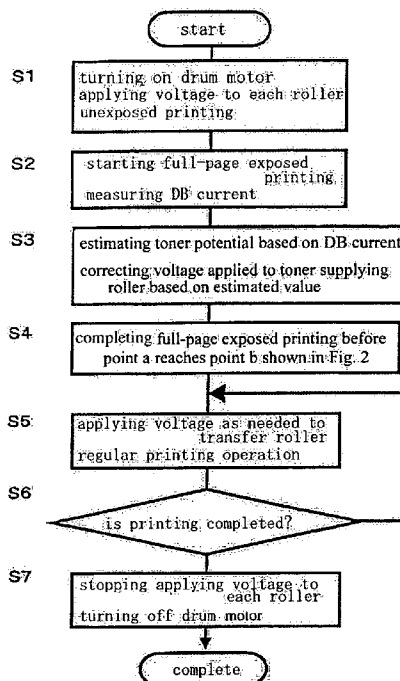 start
S1
turning on drum motor
applying voltage to each roller
unexposed printing
S2
starting full-page exposed
printing
measuring DB current
S3
estimating toner potential based on DB current
correcting voltage applied to toner supplying
roller based on estimated value
S4
completing full-page exposed printing before
point a reaches point b shown in Fig. 2
S5
applying voltage as needed to
transfer roller
regular printing operation
S6
is printing completed?
S7
stopping applying voltage to
each roller
turning off drum motor
complete